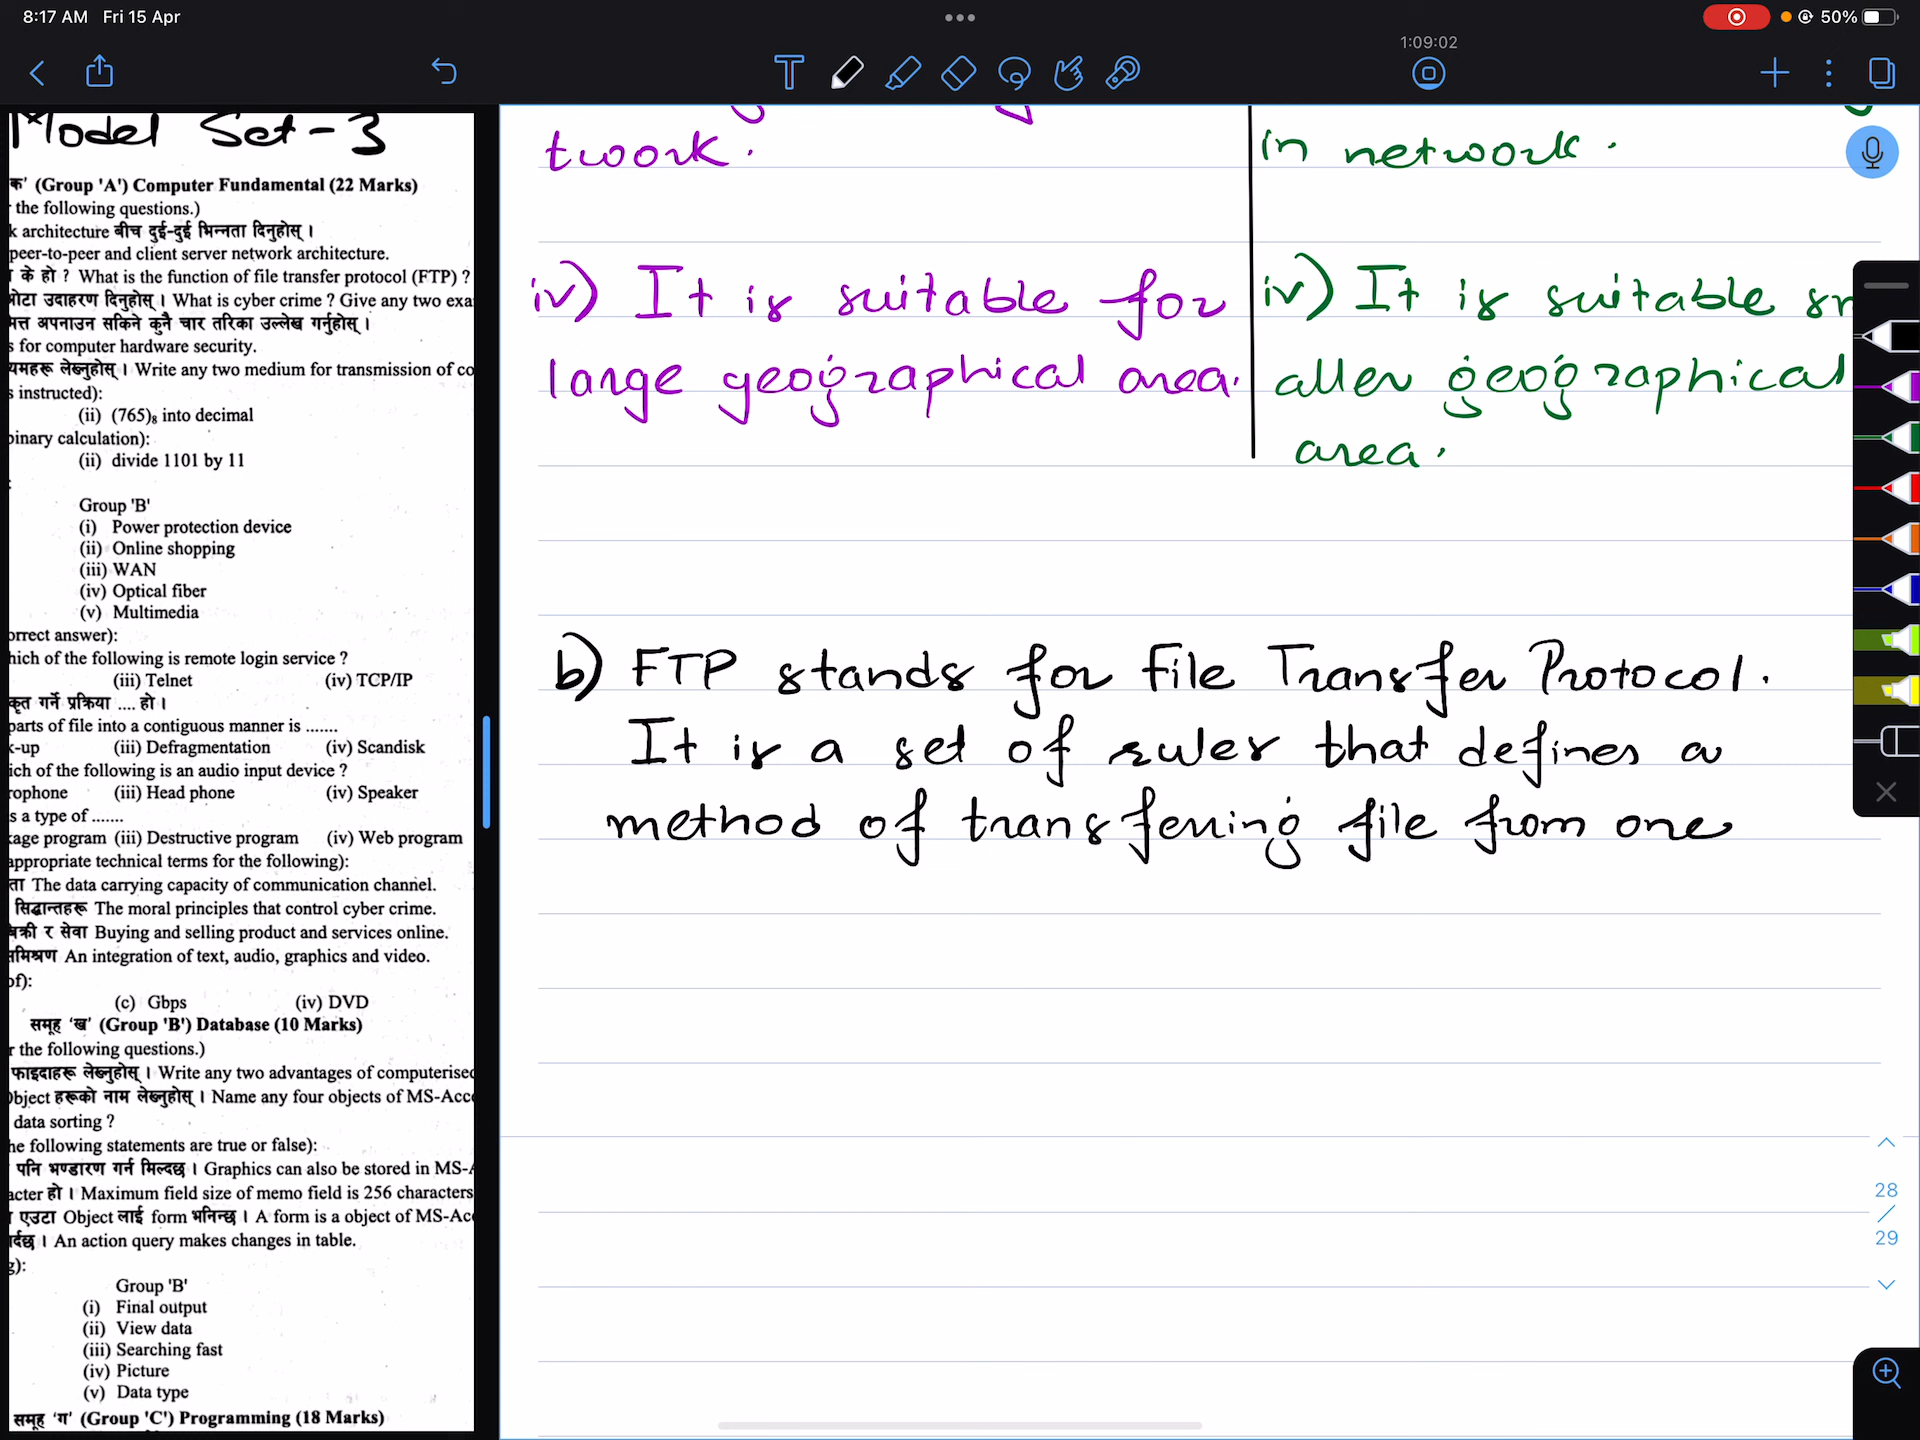 8:17 AM Fri 15 Apr
50%
1:09:02
Model Set-3
क' (Group 'A') Computer Fundamental (22 Marks)
the following questions.)
k architecture बीच दुई-दुई भिन्नता दिनुहोस् ।
peer-to-peer and client server network architecture.
के हो ? What is the function of file transfer protocol (FTP) ?
उदाहरण दिनुहोस् । What is cyber crime ? Give any two exa
अपनाउन सकिने कुनै चार तरिका उल्लेख गर्नुहोस् ।
s for computer hardware security.
लेख्नुहोस् । Write any two medium for transmission of co
s instructed):
(ii) (765)₈ into decimal
binary calculation):
(ii) divide 1101 by 11
:
Group 'B'
(i) Power protection device
(ii) Online shopping
(iii) WAN
(iv) Optical fiber
(v) Multimedia
orrect answer):
hich of the following is remote login service ?
(iii) Telnet (iv) TCP/IP
कृत गर्ने प्रक्रिया .... हो ।
parts of file into a contiguous manner is .......
k-up (iii) Defragmentation (iv) Scandisk
ich of the following is an audio input device ?
rophone (iii) Head phone (iv) Speaker
s a type of .......
kage program (iii) Destructive program (iv) Web program
appropriate technical terms for the following):
ता The data carrying capacity of communication channel.
सिद्धान्तहरू The moral principles that control cyber crime.
बिक्री र सेवा Buying and selling product and services online.
An integration of text, audio, graphics and video.
of):
(c) Gbps (iv) DVD
समूह 'ख' (Group 'B') Database (10 Marks)
r the following questions.)
फाइदाहरू लेख्नुहोस् । Write any two advantages of computerised
Object हरूको नाम लेख्नुहोस् । Name any four objects of MS-Acc
data sorting ?
he following statements are true or false):
पनि भण्डारण गर्न मिल्दछ । Graphics can also be stored in MS-A
acter हो । Maximum field size of memo field is 256 characters
एउटा Object लाई form भनिन्छ । A form is a object of MS-Acc
र्दछ । An action query makes changes in table.
g):
Group 'B'
(i) Final output
(ii) View data
(iii) Searching fast
(iv) Picture
(v) Data type
समूह 'ग' (Group 'C') Programming (18 Marks)
twork.
iv) It is suitable for
large geographical area.
in network.
iv) It is suitable sm
aller geographical
area.
b) FTP stands for File Transfer Protocol.
It is a set of rules that defines a
method of transferring file from one
28
/
29